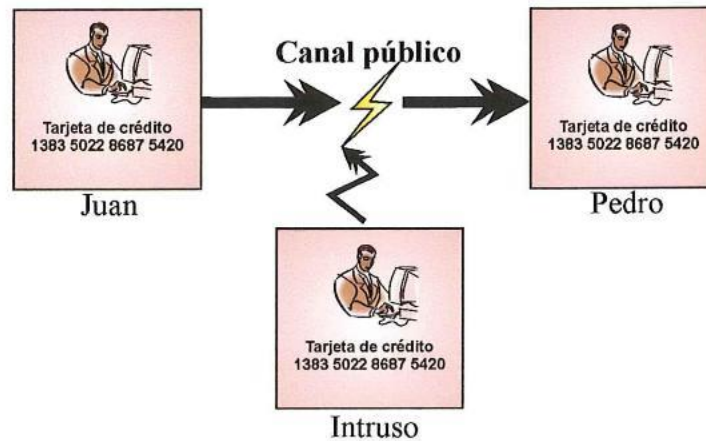 Canal público
Tarjeta de crédito
1383 5022 8687 5420
Juan
Tarjeta de crédito
1383 5022 8687 5420
Pedro
Tarjeta de crédito
1383 5022 8687 5420
Intruso